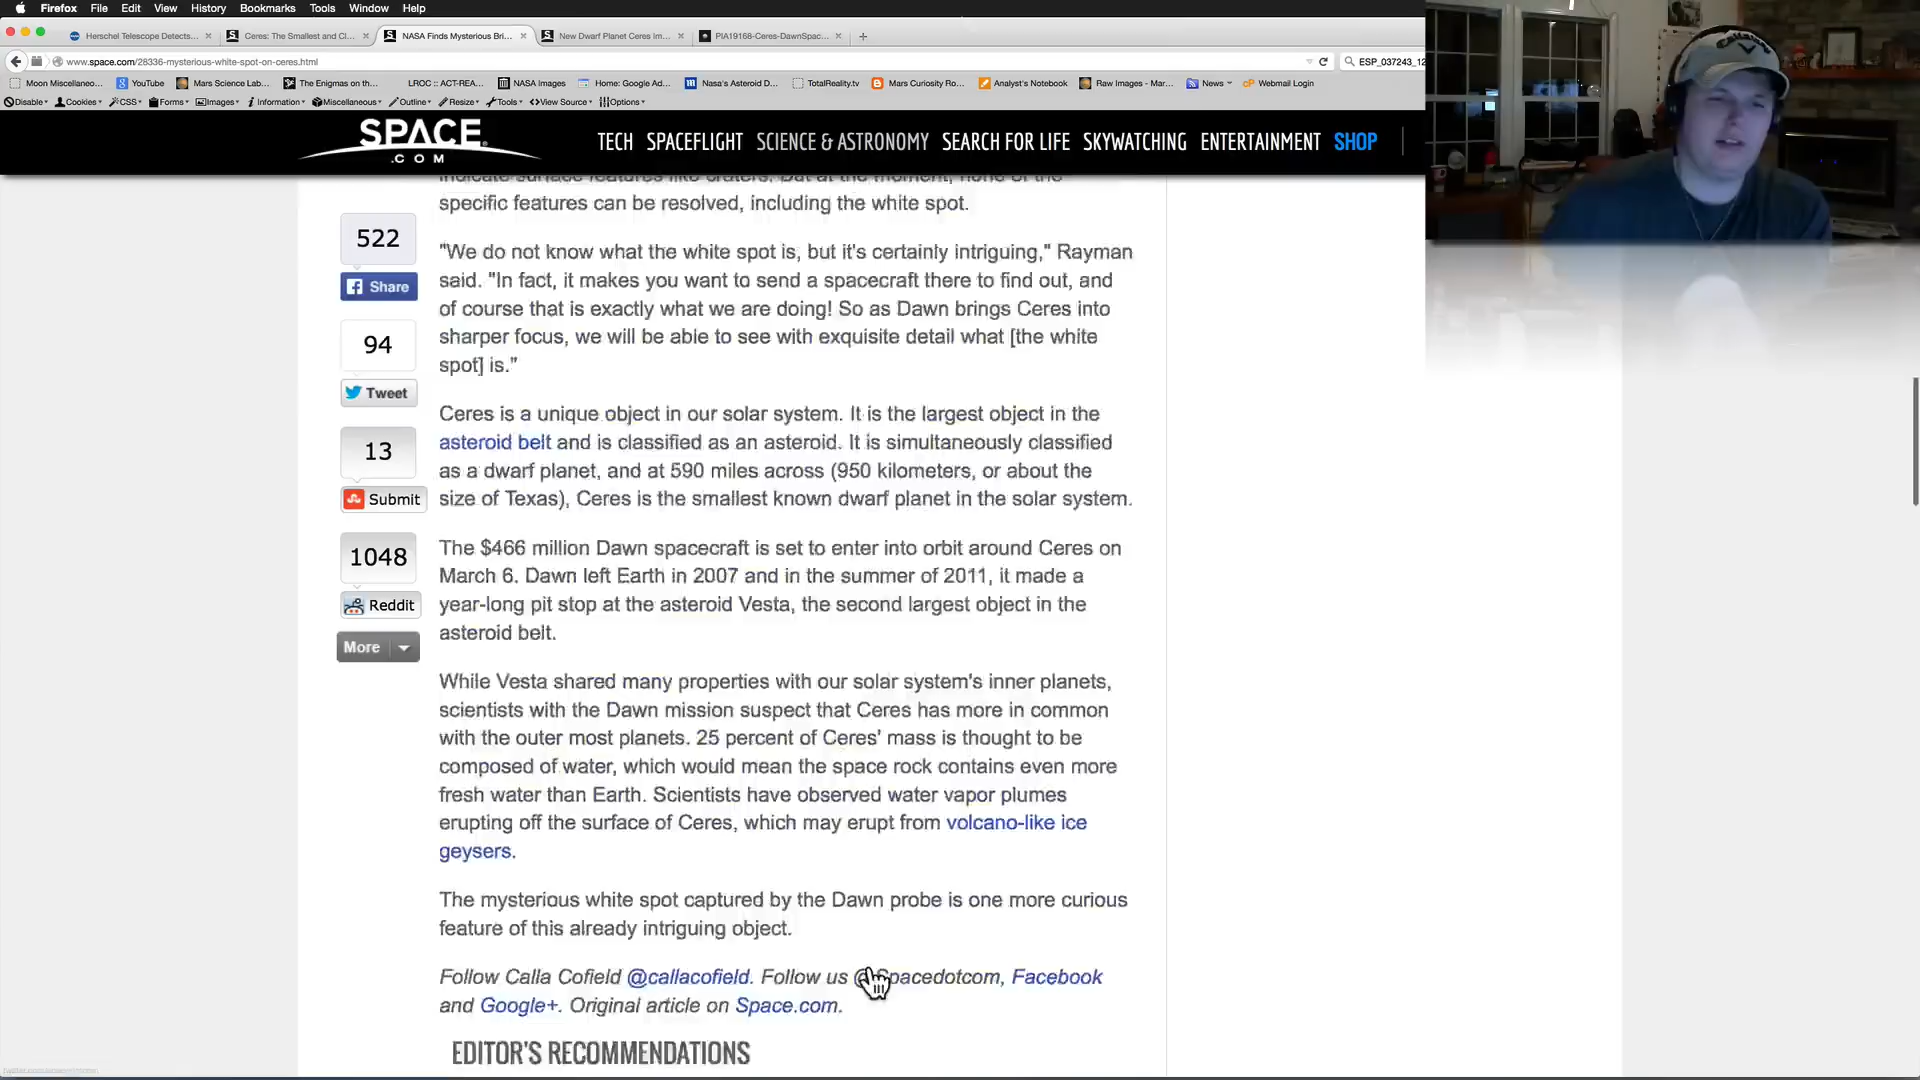 Firefox File Edit View History Bookmarks Tools Window Help
Herschel Telescope Detects... × Ceres: The Smallest and Cl... × NASA Finds Mysterious Bri... × New Dwarf Planet Ceres im... × PIA19168-Ceres-DawnSpac... × +
www.space.com/28336-mysterious-white-spot-on-ceres.html ESP_037243_12
Moon Miscellaneo... YouTube Mars Science Lab... The Enigmas on th... LROC :: ACT-REA... NASA Images Home: Google Ad... Nasa's Asteroid D... TotalReality.tv Mars Curiosity Ro... Analyst's Notebook Raw Images - Mar... News Webmail Login
Disable Cookies CSS Forms Images Information Miscellaneous Outline Resize Tools View Source Options
SPACE
.COM
TECH SPACEFLIGHT SCIENCE & ASTRONOMY SEARCH FOR LIFE SKYWATCHING ENTERTAINMENT SHOP
indicate surface features like craters. But at the moment, none of the
specific features can be resolved, including the white spot.
522
Share
94
Tweet
13
Submit
1048
Reddit
More
"We do not know what the white spot is, but it's certainly intriguing," Rayman
said. "In fact, it makes you want to send a spacecraft there to find out, and
of course that is exactly what we are doing! So as Dawn brings Ceres into
sharper focus, we will be able to see with exquisite detail what [the white
spot] is."
Ceres is a unique object in our solar system. It is the largest object in the
asteroid belt and is classified as an asteroid. It is simultaneously classified
as a dwarf planet, and at 590 miles across (950 kilometers, or about the
size of Texas), Ceres is the smallest known dwarf planet in the solar system.
The $466 million Dawn spacecraft is set to enter into orbit around Ceres on
March 6. Dawn left Earth in 2007 and in the summer of 2011, it made a
year-long pit stop at the asteroid Vesta, the second largest object in the
asteroid belt.
While Vesta shared many properties with our solar system's inner planets,
scientists with the Dawn mission suspect that Ceres has more in common
with the outer most planets. 25 percent of Ceres' mass is thought to be
composed of water, which would mean the space rock contains even more
fresh water than Earth. Scientists have observed water vapor plumes
erupting off the surface of Ceres, which may erupt from volcano-like ice
geysers.
The mysterious white spot captured by the Dawn probe is one more curious
feature of this already intriguing object.
Follow Calla Cofield @callacofield. Follow us @Spacedotcom, Facebook
and Google+. Original article on Space.com.
EDITOR'S RECOMMENDATIONS